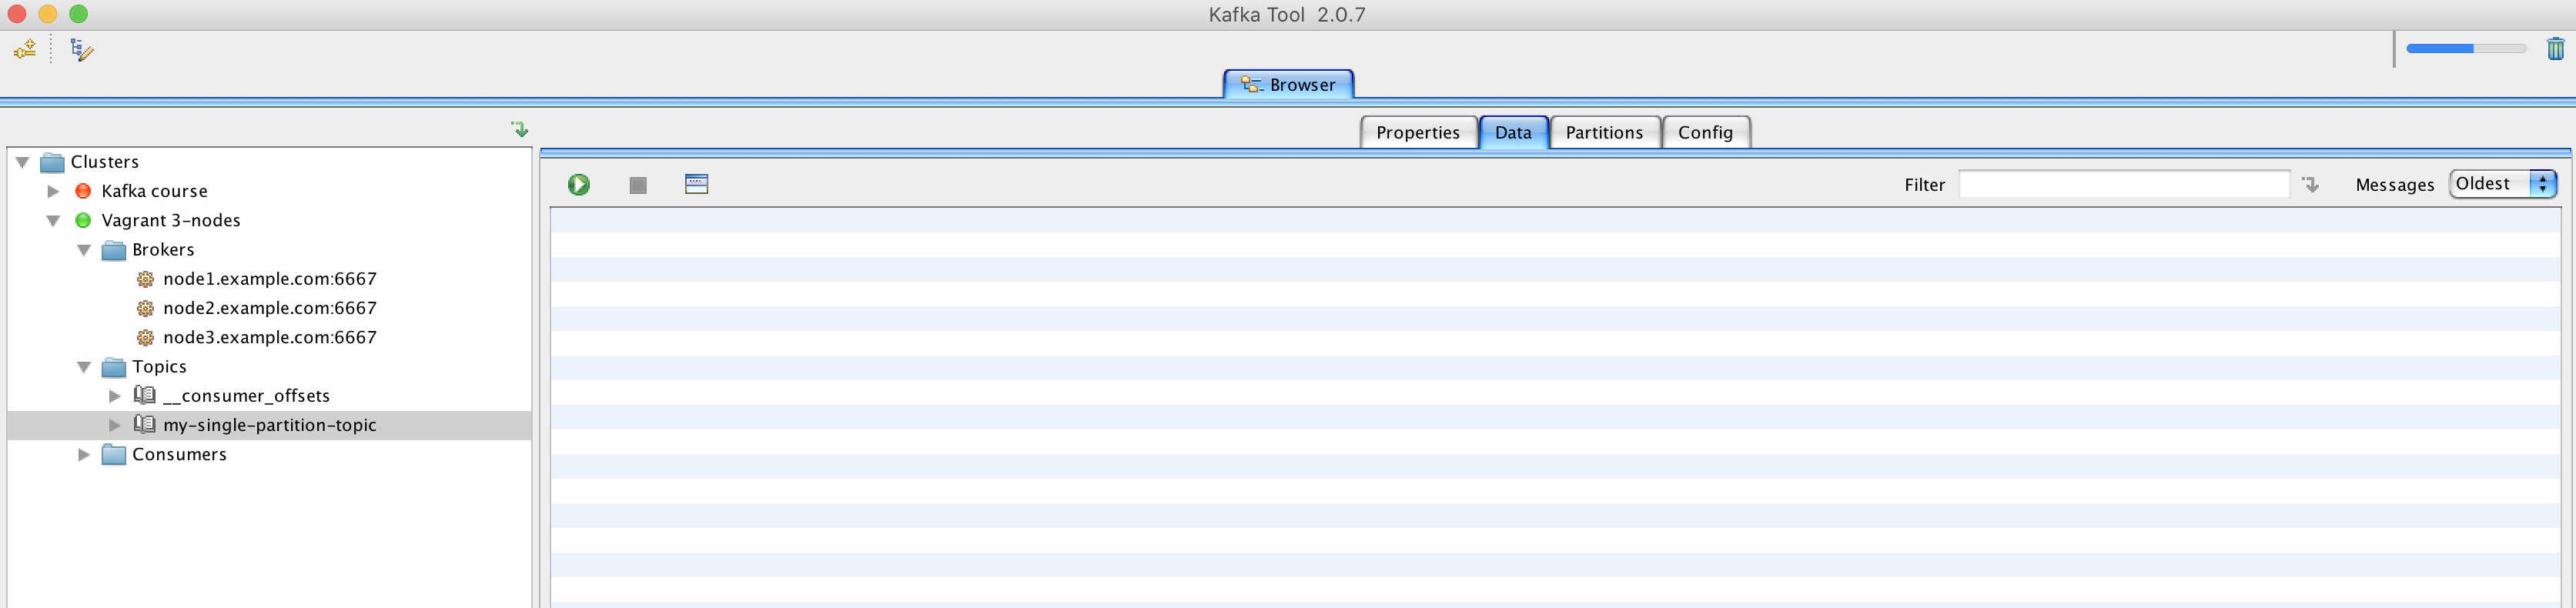 Kafka Tool 2.0.7
Browser
Properties Data Partitions Config
Filter Messages Oldest
Clusters
Kafka course
Vagrant 3-nodes
Brokers
node1.example.com:6667
node2.example.com:6667
node3.example.com:6667
Topics
__consumer_offsets
my-single-partition-topic
Consumers